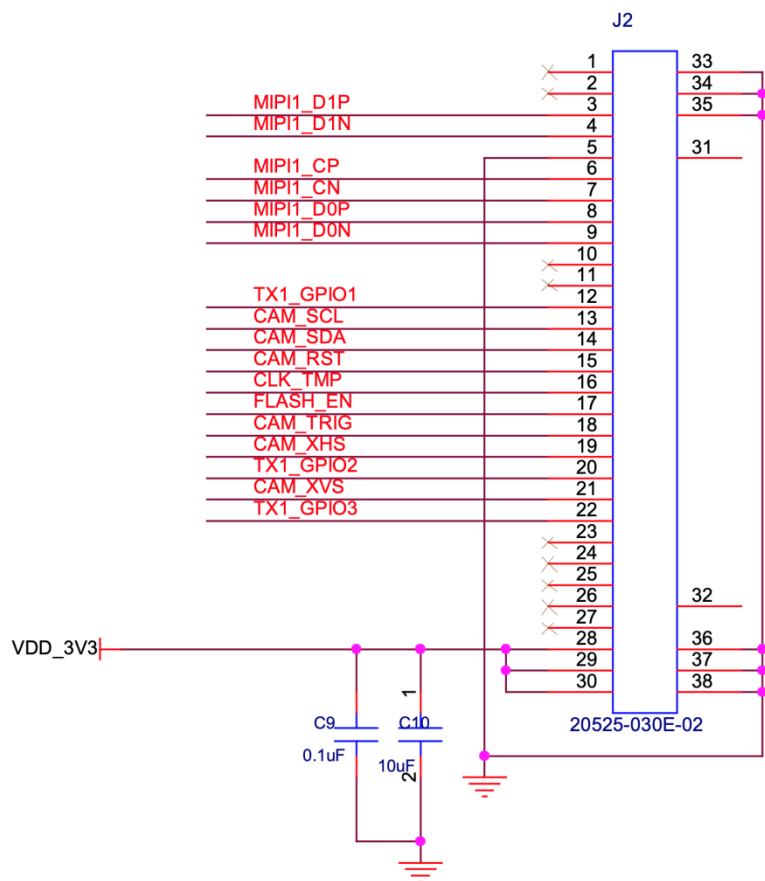 J2
1 33
2 34
MIPI1_D1P 3 35
MIPI1_D1N 4
5 31
MIPI1_CP 6
MIPI1_CN 7
MIPI1_D0P 8
MIPI1_D0N 9
10
11
TX1_GPIO1 12
CAM_SCL 13
CAM_SDA 14
CAM_RST 15
CLK_TMP 16
FLASH_EN 17
CAM_TRIG 18
CAM_XHS 19
TX1_GPIO2 20
CAM_XVS 21
TX1_GPIO3 22
23
24
25
26 32
27
VDD_3V3 28 36
29 37
30 38
20525-030E-02
1
C9 C10
0.1uF 10uF
2